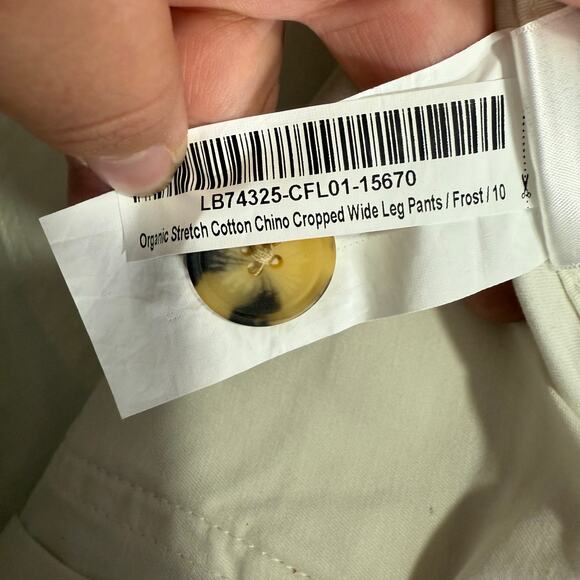 LB74325-CFL01-15670
Organic Stretch Cotton Chino Cropped Wide Leg Pants / Frost / 10